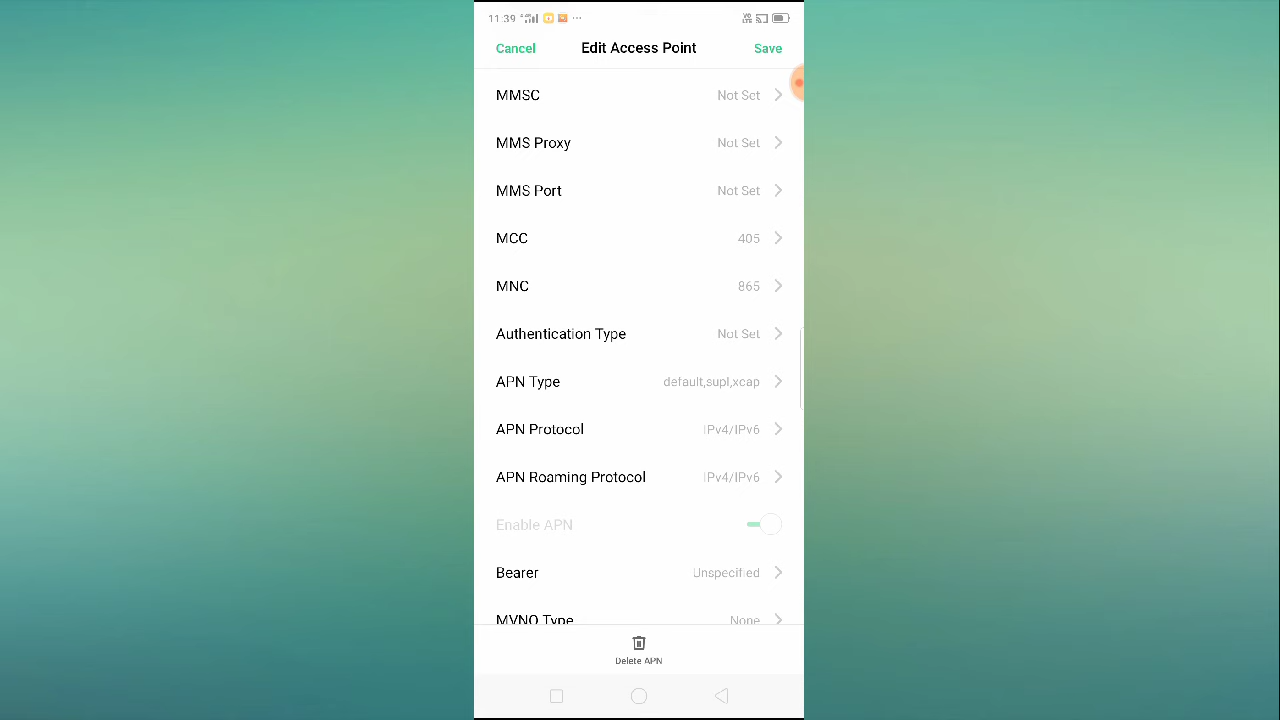 11:39
VO LTE
Cancel Edit Access Point Save
MMSC Not Set
MMS Proxy Not Set
MMS Port Not Set
MCC 405
MNC 865
Authentication Type Not Set
APN Type default,supl,xcap
APN Protocol IPv4/IPv6
APN Roaming Protocol IPv4/IPv6
Enable APN
Bearer Unspecified
MVNO Type None
Delete APN